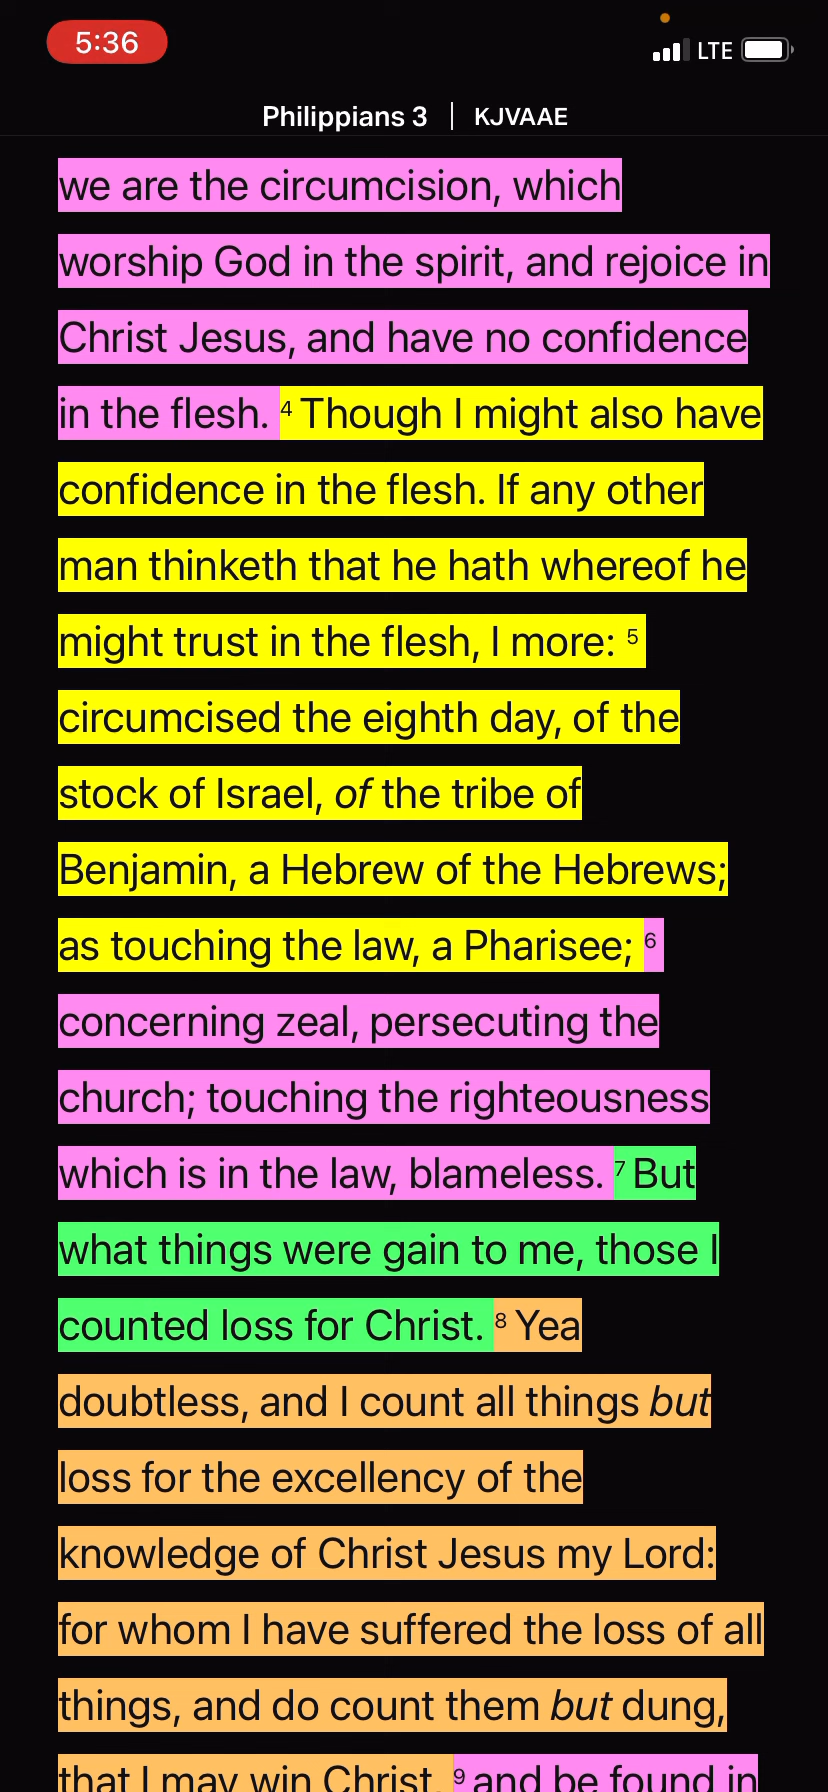 5:36
LTE
Philippians 3 | KJVAAE
we are the circumcision, which
worship God in the spirit, and rejoice in
Christ Jesus, and have no confidence
in the flesh. 4 Though I might also have
confidence in the flesh. If any other
man thinketh that he hath whereof he
might trust in the flesh, I more: 5
circumcised the eighth day, of the
stock of Israel, of the tribe of
Benjamin, a Hebrew of the Hebrews;
as touching the law, a Pharisee; 6
concerning zeal, persecuting the
church; touching the righteousness
which is in the law, blameless. 7 But
what things were gain to me, those I
counted loss for Christ. 8 Yea
doubtless, and I count all things but
loss for the excellency of the
knowledge of Christ Jesus my Lord:
for whom I have suffered the loss of all
things, and do count them but dung,
that I may win Christ, 9 and be found in